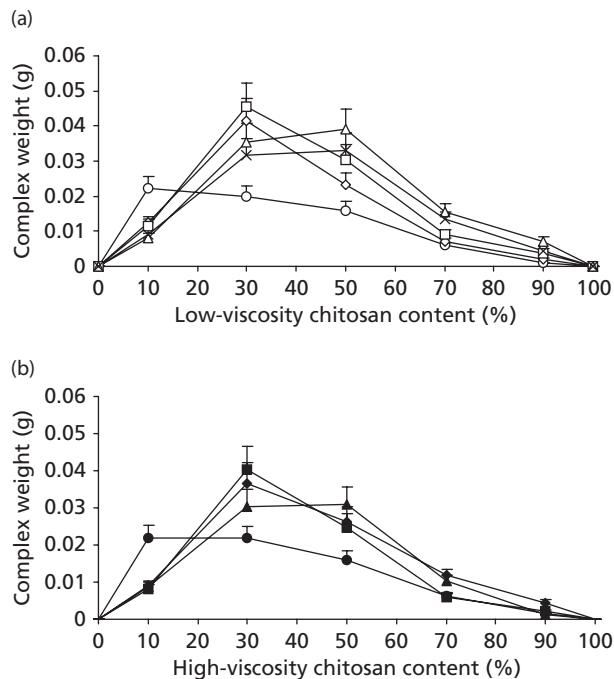 (a)
Complex weight (g)
0.06
0.05
0.04
0.03
0.02
0.01
0
0 10 20 30 40 50 60 70 80 90 100
Low-viscosity chitosan content (%)
(b)
Complex weight (g)
0.06
0.05
0.04
0.03
0.02
0.01
0
0 10 20 30 40 50 60 70 80 90 100
High-viscosity chitosan content (%)